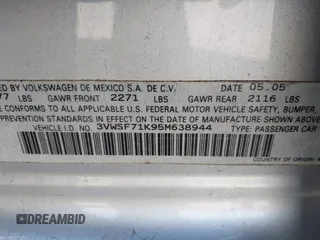 BY VOLKSWAGEN DE MEXICO S.A. DE C.V. DATE 05.05
77 LBS GAWR FRONT 2271 LBS GAWR REAR 2116 LBS
E CONFORMS TO ALL APPLICABLE U.S. FEDERAL MOTOR VEHICLE SAFETY, BUMPER,
IN EFFECT ON THE DATE OF MANUFACTURE SHOWN ABOVE
VEHICLE I.D. NO. 3VWSF71K95M638944 TYPE: PASSENGER CAR
COUNTRY OF ORIGIN
DREAMBID